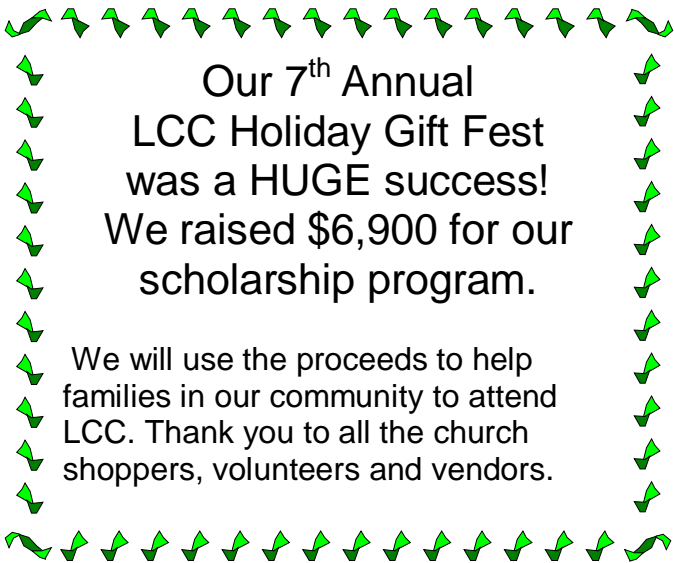 Our 7th Annual
LCC Holiday Gift Fest
was a HUGE success!
We raised $6,900 for our
scholarship program.
We will use the proceeds to help
families in our community to attend
LCC. Thank you to all the church
shoppers, volunteers and vendors.